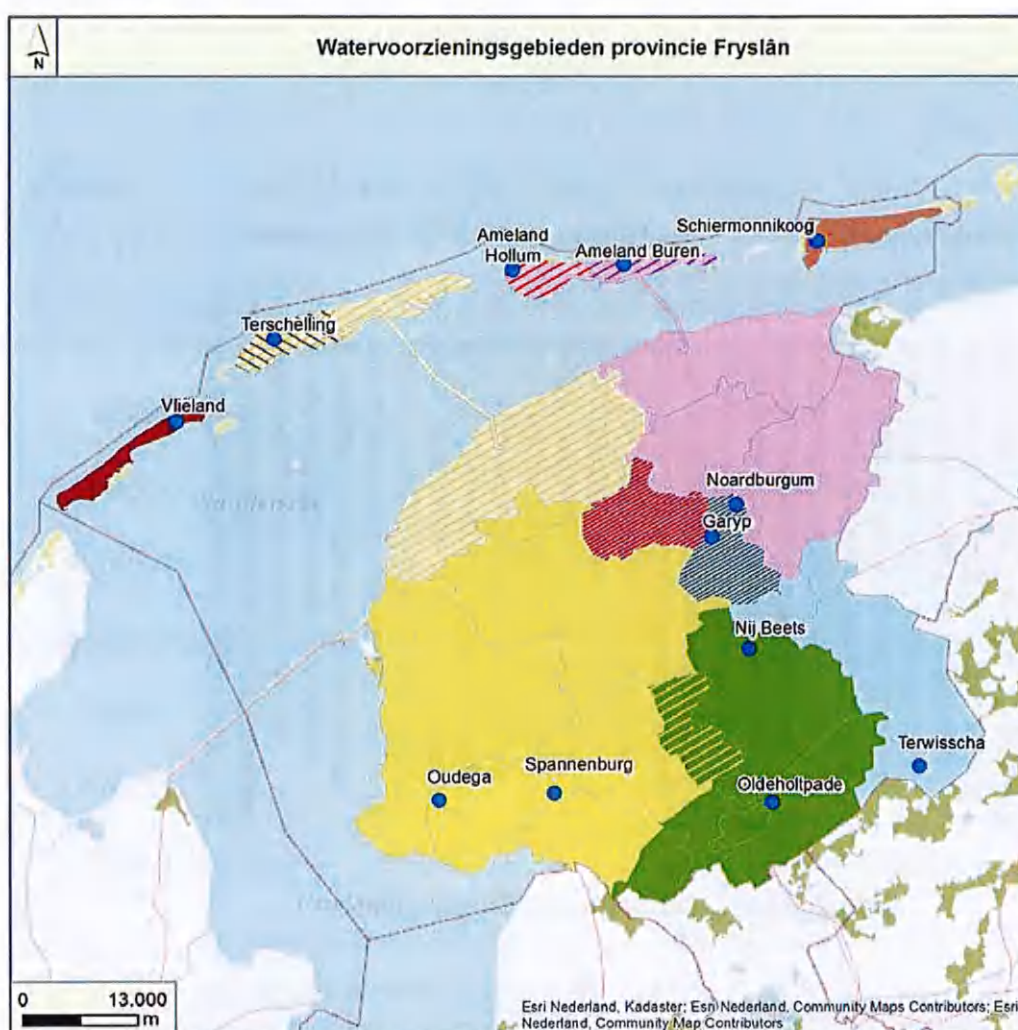 N
Watervoorzieningsgebieden provincie Fryslân
Schiermonnikoog
Ameland
Hollum
Ameland Buren
Terschelling
Vlieland
Noardburgum
Garyp
Nij Beets
Terwisscha
Spannenburg
Oudega
Oldeholtpade
0 13.000
m
Esri Nederland, Kadaster; Esri Nederland, Community Maps Contributors; Esri
Nederland, Community Map Contributors